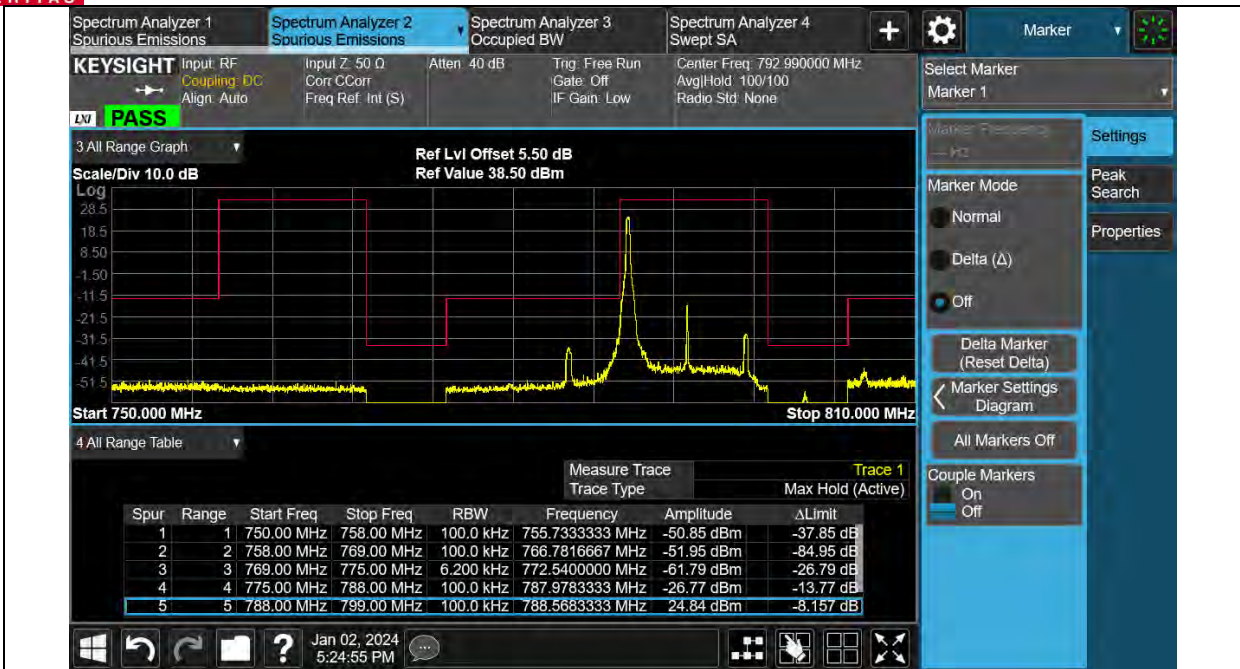 Spectrum Analyzer 1
Spurious Emissions
Spectrum Analyzer 2
Spurious Emissions
Spectrum Analyzer 3
Occupied BW
Spectrum Analyzer 4
Swept SA
+
Marker
KEYSIGHT
Input: RF
Coupling: DC
Align: Auto
Input Z: 50 Ω
Corr CCorr
Freq Ref: Int (S)
Atten: 40 dB
Trig: Free Run
Gate: Off
IF Gain: Low
Center Freq: 792.990000 MHz
Avg|Hold: 100/100
Radio Std: None
LXI
PASS
Select Marker
Marker 1
3 All Range Graph
Ref Lvl Offset 5.50 dB
Scale/Div 10.0 dB
Ref Value 38.50 dBm
Log
28.5
18.5
8.50
-1.50
-11.5
-21.5
-31.5
-41.5
-51.5
Start 750.000 MHz
Stop 810.000 MHz
Marker Frequency
--- Hz
Settings
Peak
Search
Properties
Marker Mode
Normal
Delta (Δ)
Off
Delta Marker
(Reset Delta)
Marker Settings
Diagram
All Markers Off
Couple Markers
On
Off
4 All Range Table
Measure Trace Trace 1
Trace Type Max Hold (Active)
Spur Range Start Freq Stop Freq RBW Frequency Amplitude ΔLimit
1 1 750.00 MHz 758.00 MHz 100.0 kHz 755.7333333 MHz -50.85 dBm -37.85 dB
2 2 758.00 MHz 769.00 MHz 100.0 kHz 766.7816667 MHz -51.95 dBm -84.95 dB
3 3 769.00 MHz 775.00 MHz 6.200 kHz 772.5400000 MHz -61.79 dBm -26.79 dB
4 4 775.00 MHz 788.00 MHz 100.0 kHz 787.9783333 MHz -26.77 dBm -13.77 dB
5 5 788.00 MHz 799.00 MHz 100.0 kHz 788.5683333 MHz 24.84 dBm -8.157 dB
?
Jan 02, 2024
5:24:55 PM